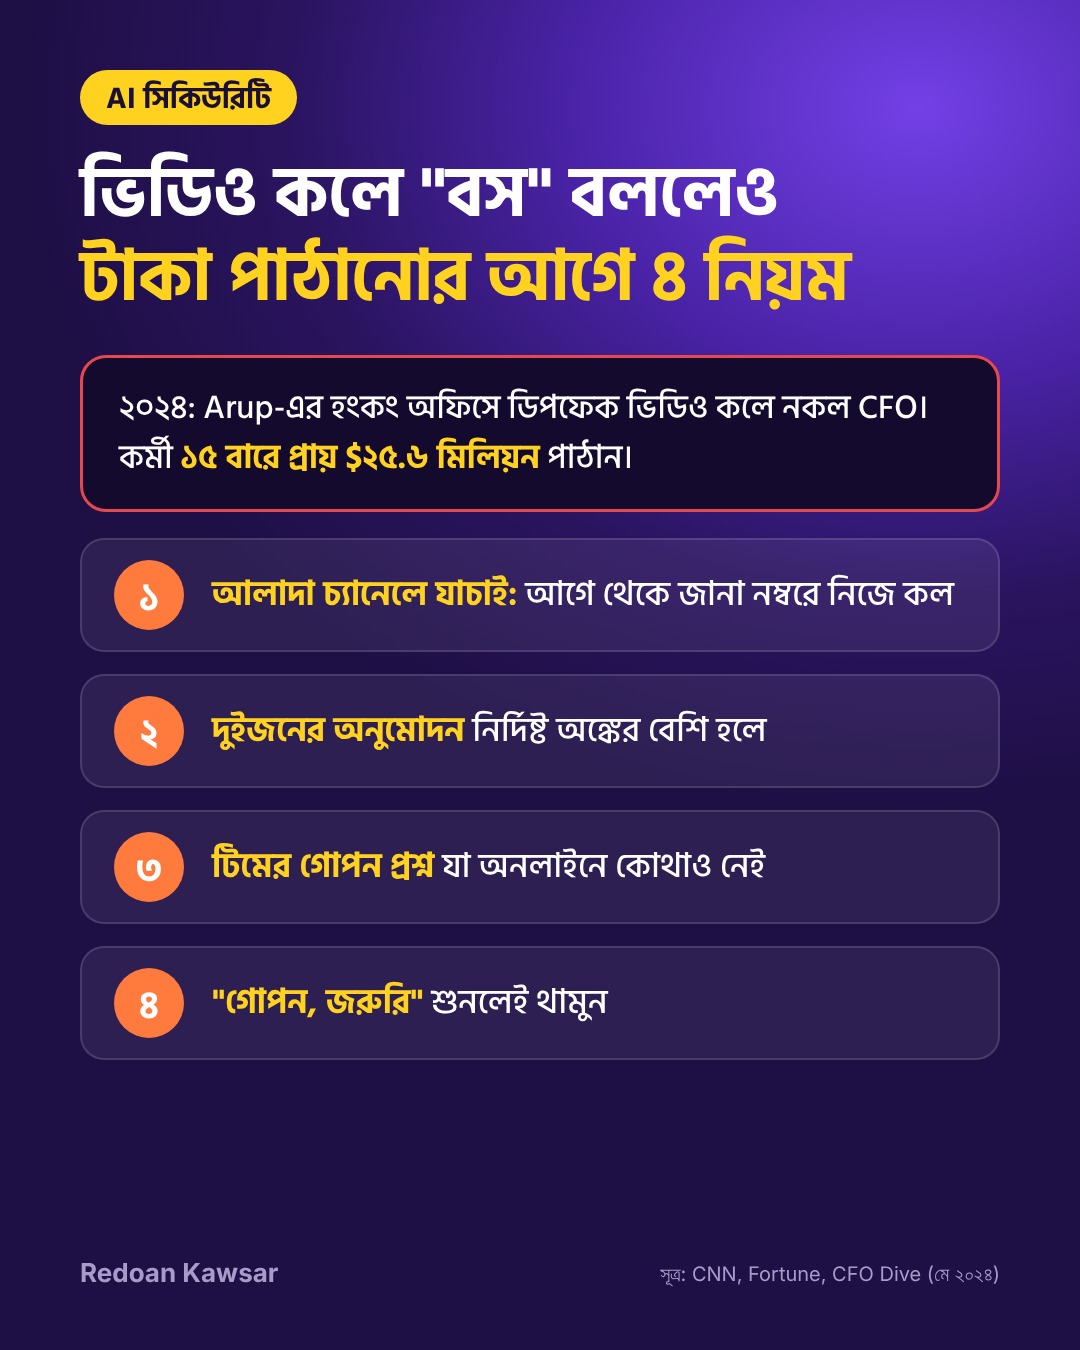 AI সিকিউরিটি
ভিডিও কলে "বস" বললেও
টাকা পাঠানোর আগে ৪ নিয়ম
২০২৪: Arup-এর হংকং অফিসে ডিপফেক ভিডিও কলে নকল CFO।
কর্মী ১৫ বারে প্রায় $২৫.৬ মিলিয়ন পাঠান।
১ আলাদা চ্যানেলে যাচাই: আগে থেকে জানা নম্বরে নিজে কল
২ দুইজনের অনুমোদন নির্দিষ্ট অঙ্কের বেশি হলে
৩ টিমের গোপন প্রশ্ন যা অনলাইনে কোথাও নেই
৪ "গোপন, জরুরি" শুনলেই থামুন
Redoan Kawsar
সূত্র: CNN, Fortune, CFO Dive (মে ২০২৪)